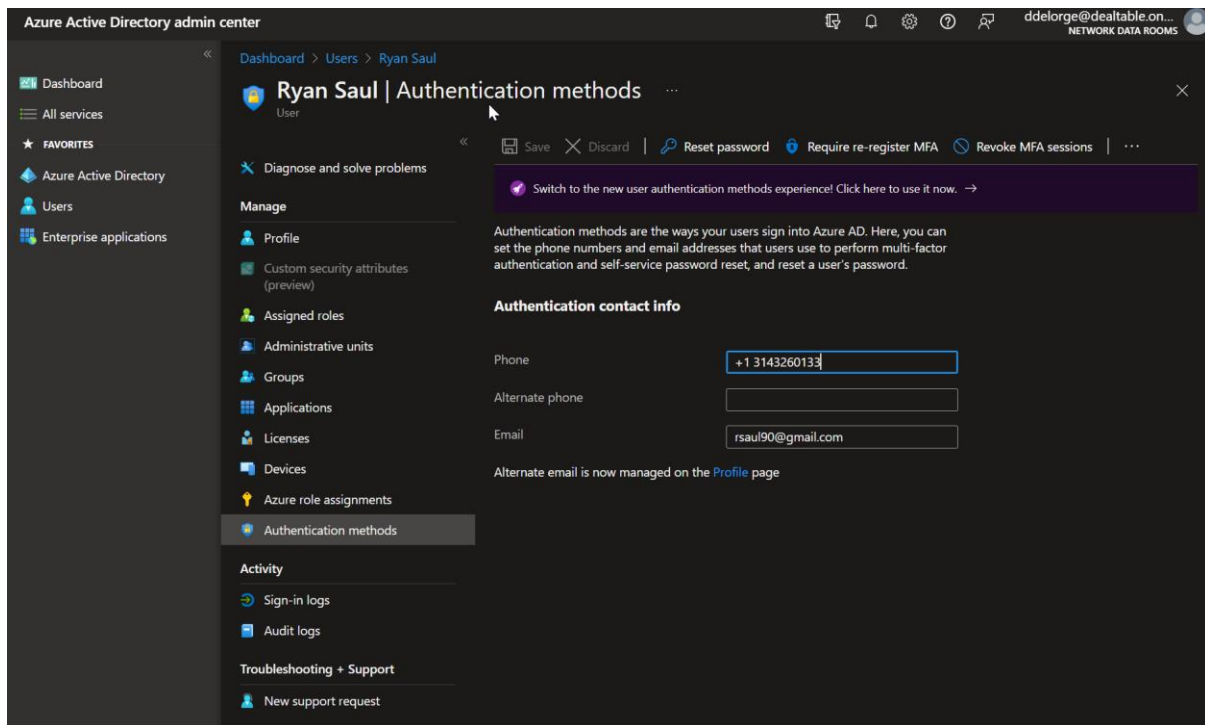 Azure Active Directory admin center
ddelorge@dealtable.on...
NETWORK DATA ROOMS
Dashboard
All services
FAVORITES
Azure Active Directory
Users
Enterprise applications
Dashboard > Users > Ryan Saul
Ryan Saul | Authentication methods ...
User
Diagnose and solve problems
Manage
Profile
Custom security attributes
(preview)
Assigned roles
Administrative units
Groups
Applications
Licenses
Devices
Azure role assignments
Authentication methods
Activity
Sign-in logs
Audit logs
Troubleshooting + Support
New support request
Save Discard | Reset password Require re-register MFA Revoke MFA sessions | ...
Switch to the new user authentication methods experience! Click here to use it now. →
Authentication methods are the ways your users sign into Azure AD. Here, you can
set the phone numbers and email addresses that users use to perform multi-factor
authentication and self-service password reset, and reset a user's password.
Authentication contact info
Phone +1 3143260133
Alternate phone
Email rsaul90@gmail.com
Alternate email is now managed on the Profile page